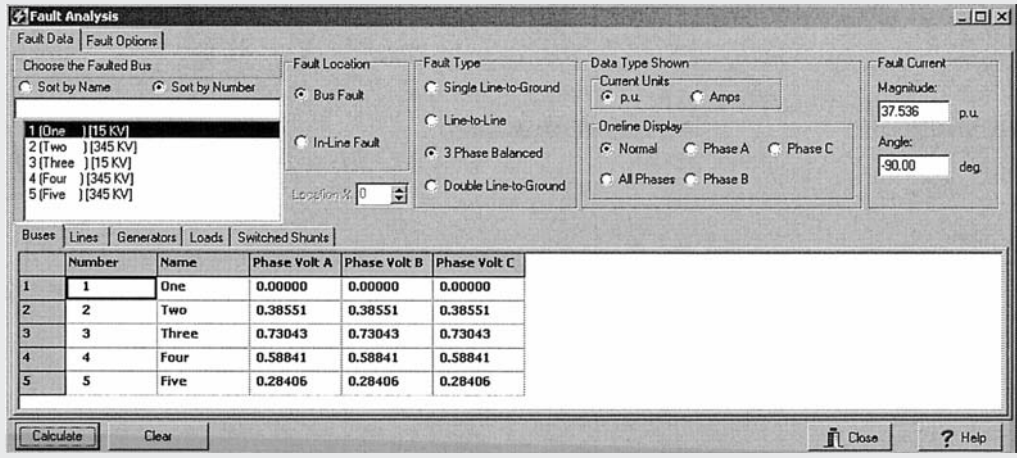 Fault Analysis
Fault Data Fault Options
Choose the Faulted Bus
Sort by Name Sort by Number
1 (One ) [15 KV]
2 (Two ) [345 KV]
3 (Three ) [15 KV]
4 (Four ) [345 KV]
5 (Five ) [345 KV]
Fault Location
Bus Fault
In-Line Fault
Location % 0
Fault Type
Single Line-to-Ground
Line-to-Line
3 Phase Balanced
Double Line-to-Ground
Data Type Shown
Current Units
p.u. Amps
Oneline Display
Normal Phase A Phase C
All Phases Phase B
Fault Current
Magnitude:
37.536 p.u.
Angle:
-90.00 deg.
Buses Lines Generators Loads Switched Shunts
Number Name Phase Volt A Phase Volt B Phase Volt C
1 1 One 0.00000 0.00000 0.00000
2 2 Two 0.38551 0.38551 0.38551
3 3 Three 0.73043 0.73043 0.73043
4 4 Four 0.58841 0.58841 0.58841
5 5 Five 0.28406 0.28406 0.28406
Calculate Clear Close ? Help